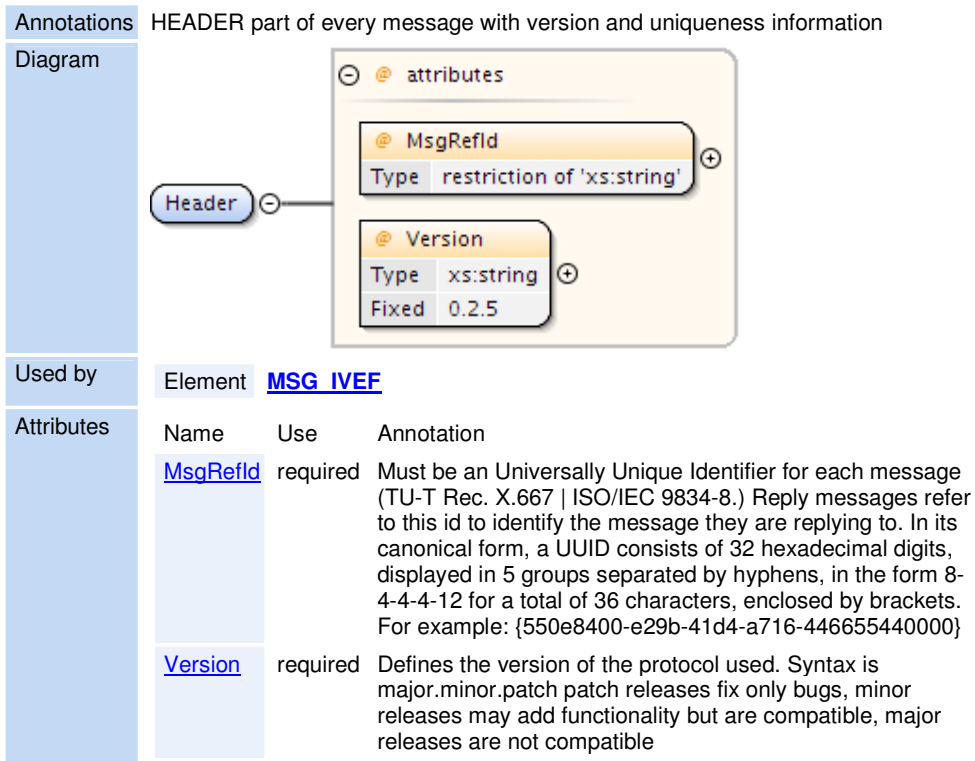 Annotations HEADER part of every message with version and uniqueness information
Diagram
@ attributes
@ MsgRefId
Type restriction of 'xs:string'
Header
@ Version
Type xs:string
Fixed 0.2.5
Used by Element MSG_IVEF
Attributes Name Use Annotation
MsgRefId required Must be an Universally Unique Identifier for each message
(TU-T Rec. X.667 | ISO/IEC 9834-8.) Reply messages refer
to this id to identify the message they are replying to. In its
canonical form, a UUID consists of 32 hexadecimal digits,
displayed in 5 groups separated by hyphens, in the form 8-
4-4-4-12 for a total of 36 characters, enclosed by brackets.
For example: {550e8400-e29b-41d4-a716-446655440000}
Version required Defines the version of the protocol used. Syntax is
major.minor.patch patch releases fix only bugs, minor
releases may add functionality but are compatible, major
releases are not compatible